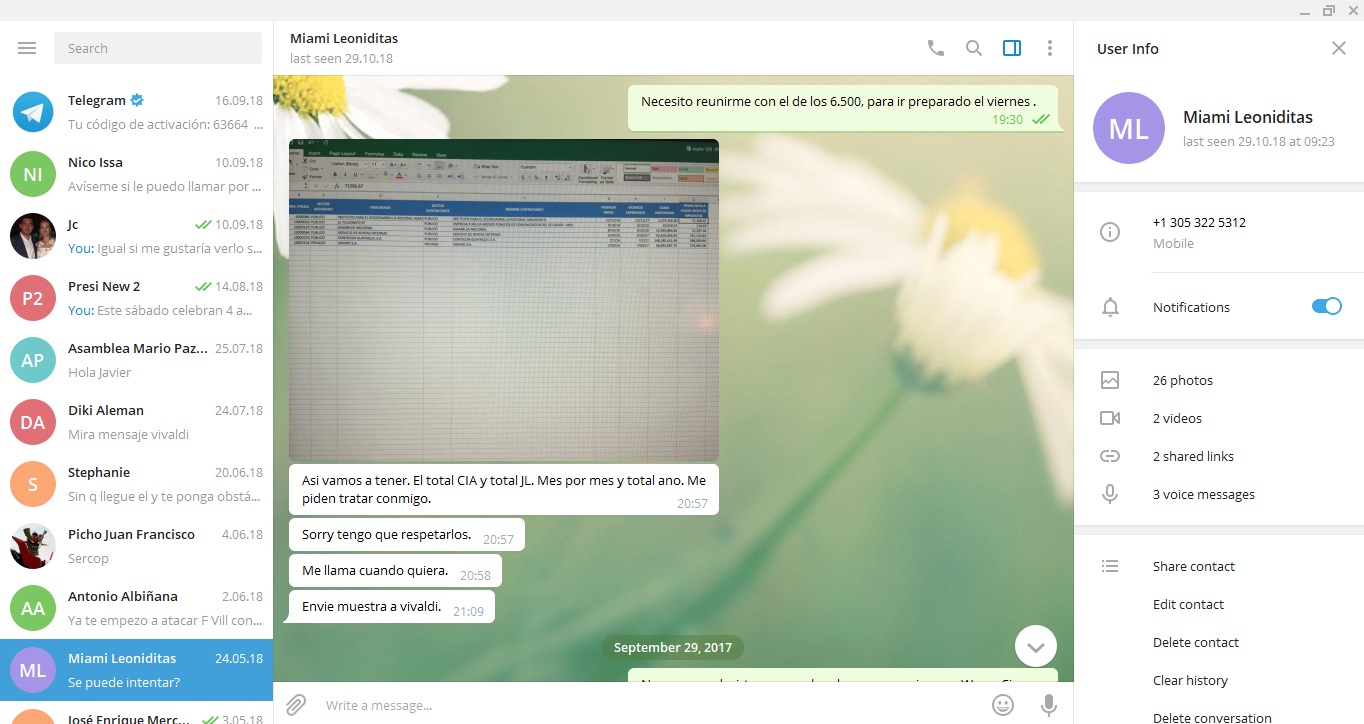 Search
Telegram 16.09.18
Tu código de activación: 63664 ...
Nico Issa 10.09.18
Avíseme si le puedo llamar por ...
Jc 10.09.18
You: Igual si me gustaría verlo s...
P2
Presi New 2 14.08.18
You: Este sábado celebran 4 a...
AP
Asamblea Mario Paz... 25.07.18
Hola Javier
DA
Diki Aleman 24.07.18
Mira mensaje vivaldi
S
Stephanie 20.06.18
Sin q llegue el y te ponga obstá...
Picho Juan Francisco 4.06.18
Sercop
AA
Antonio Albiñana 2.06.18
Ya te empezo a atacar F Vill con...
ML
Miami Leoniditas 24.05.18
Se puede intentar?
José Enrique Merc... 3.05.18
NI
Miami Leoniditas
last seen 29.10.18
Necesito reunirme con el de los 6.500, para ir preparado el viernes .
19:30
Insert Page Layout Formulas Data Review View
Asi vamos a tener. El total CIA y total JL. Mes por mes y total ano. Me
piden tratar conmigo.
20:57
Sorry tengo que respetarlos. 20:57
Me llama cuando quiera. 20:58
Envie muestra a vivaldi. 21:09
September 29, 2017
Write a message...
User Info
ML
Miami Leoniditas
last seen 29.10.18 at 09:23
+1 305 322 5312
Mobile
Notifications
26 photos
2 videos
2 shared links
3 voice messages
Share contact
Edit contact
Delete contact
Clear history
Delete conversation